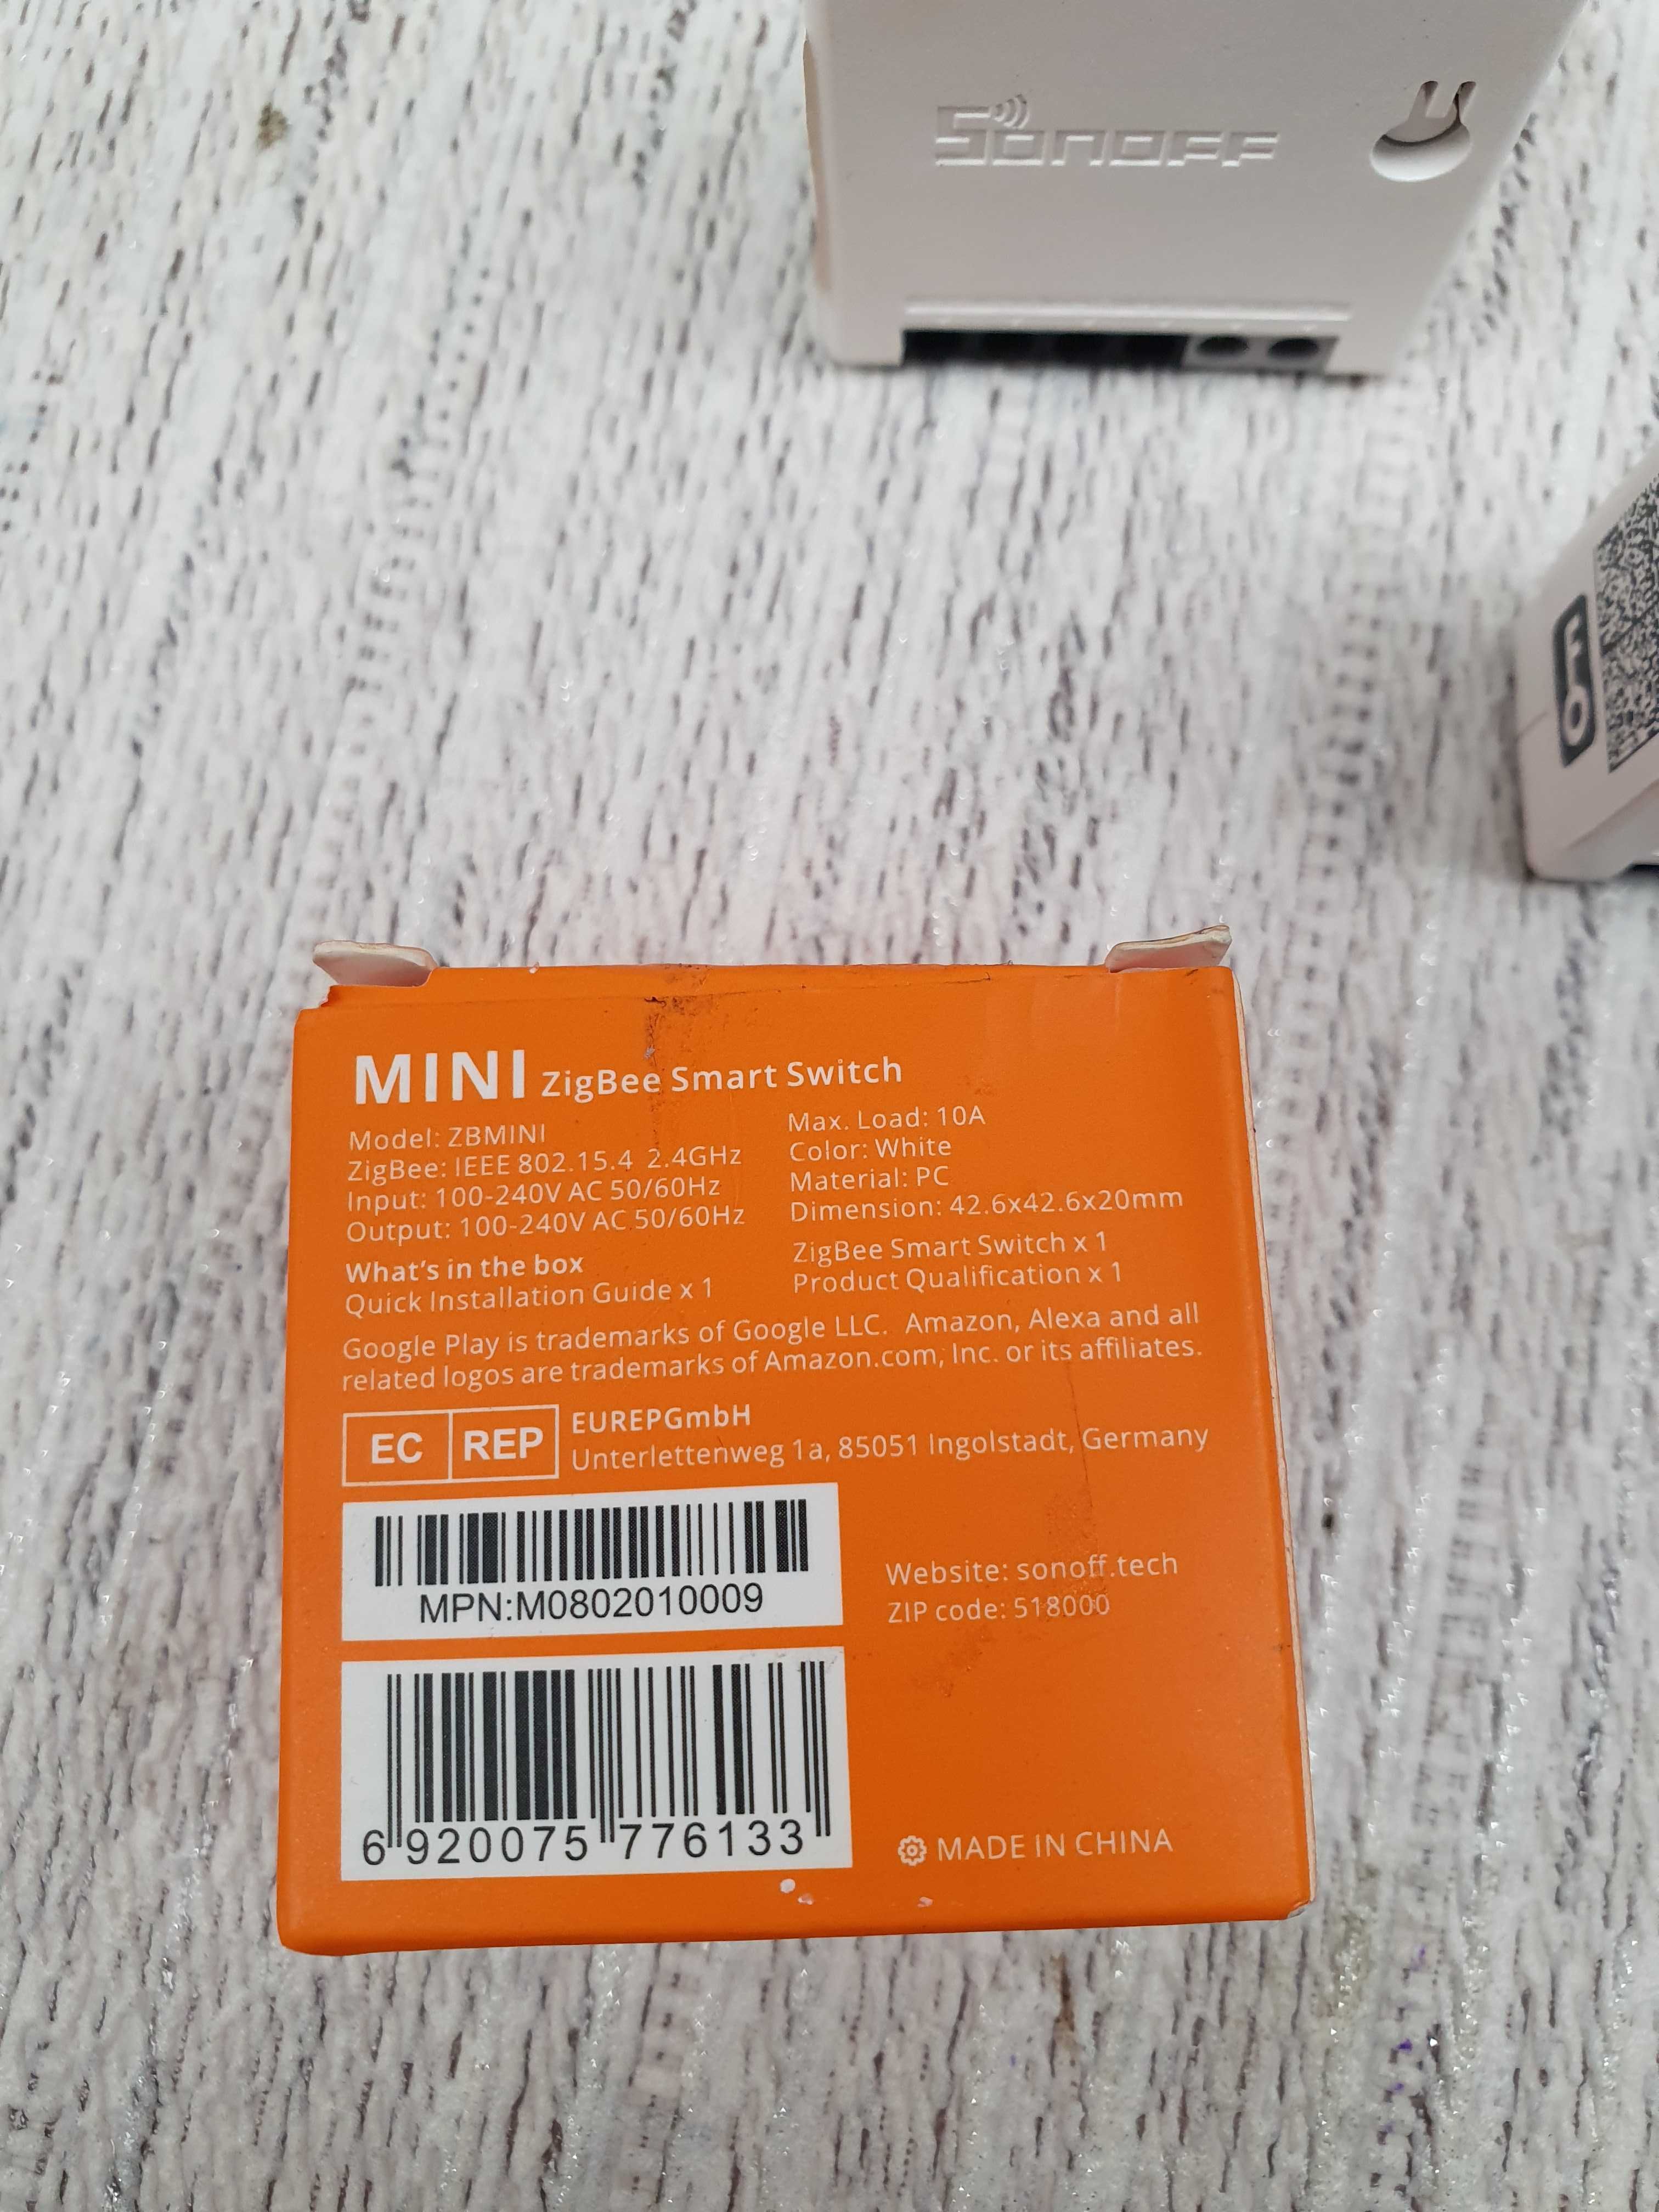 SONOFF
MINI ZigBee Smart Switch
Model: ZBMINI
ZigBee: IEEE 802.15.4 2.4GHz
Input: 100-240V AC 50/60Hz
Output: 100-240V AC 50/60Hz
Max. Load: 10A
Color: White
Material: PC
Dimension: 42.6x42.6x20mm
What's in the box
Quick Installation Guide x 1
ZigBee Smart Switch x 1
Product Qualification x 1
Google Play is trademarks of Google LLC. Amazon, Alexa and all
related logos are trademarks of Amazon.com, Inc. or its affiliates.
EC REP
EUREPGmbH
Unterlettenweg 1a, 85051 Ingolstadt, Germany
MPN:M0802010009
Website: sonoff.tech
ZIP code: 518000
6 920075 776133
MADE IN CHINA